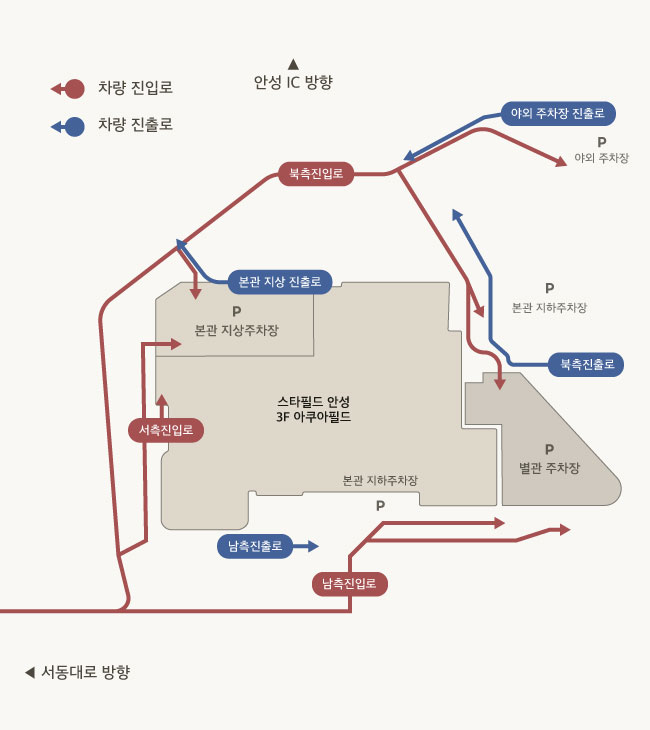 차량 진입로
차량 진출로
▲
안성 IC 방향
야외 주차장 진출로
P
야외 주차장
북측진입로
본관 지상 진출로
P
본관 지상주차장
P
본관 지하주차장
북측진출로
스타필드 안성
3F 아쿠아필드
서측진입로
P
별관 주차장
본관 지하주차장
P
남측진출로
남측진입로
◀ 서동대로 방향